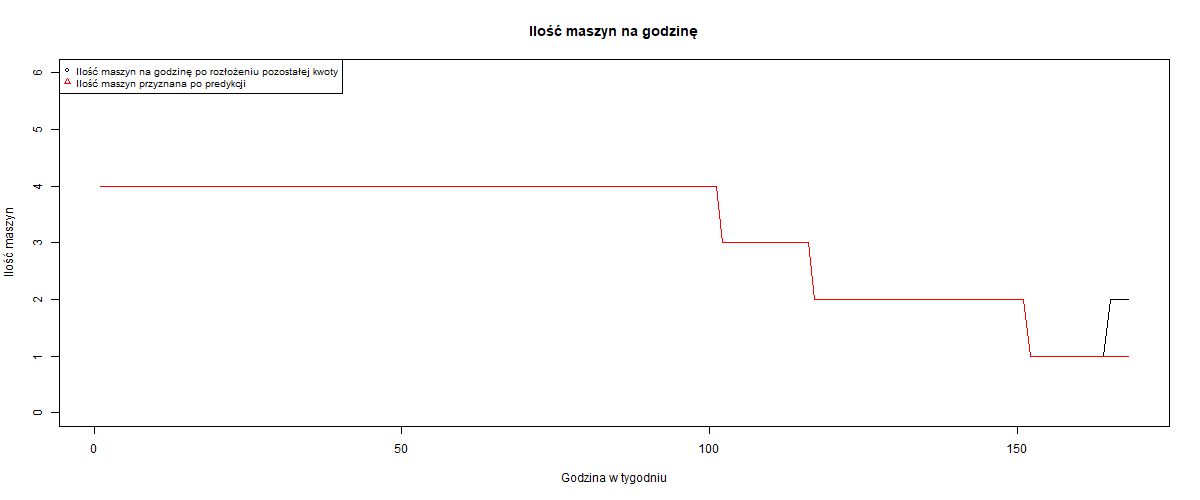 Ilość maszyn na godzinę
Ilość maszyn na godzinę po rozłożeniu pozostałej kwoty
Ilość maszyn przyznana po predykcji
Ilość maszyn
6
5
4
3
2
1
0
0 50 100 150
Godzina w tygodniu